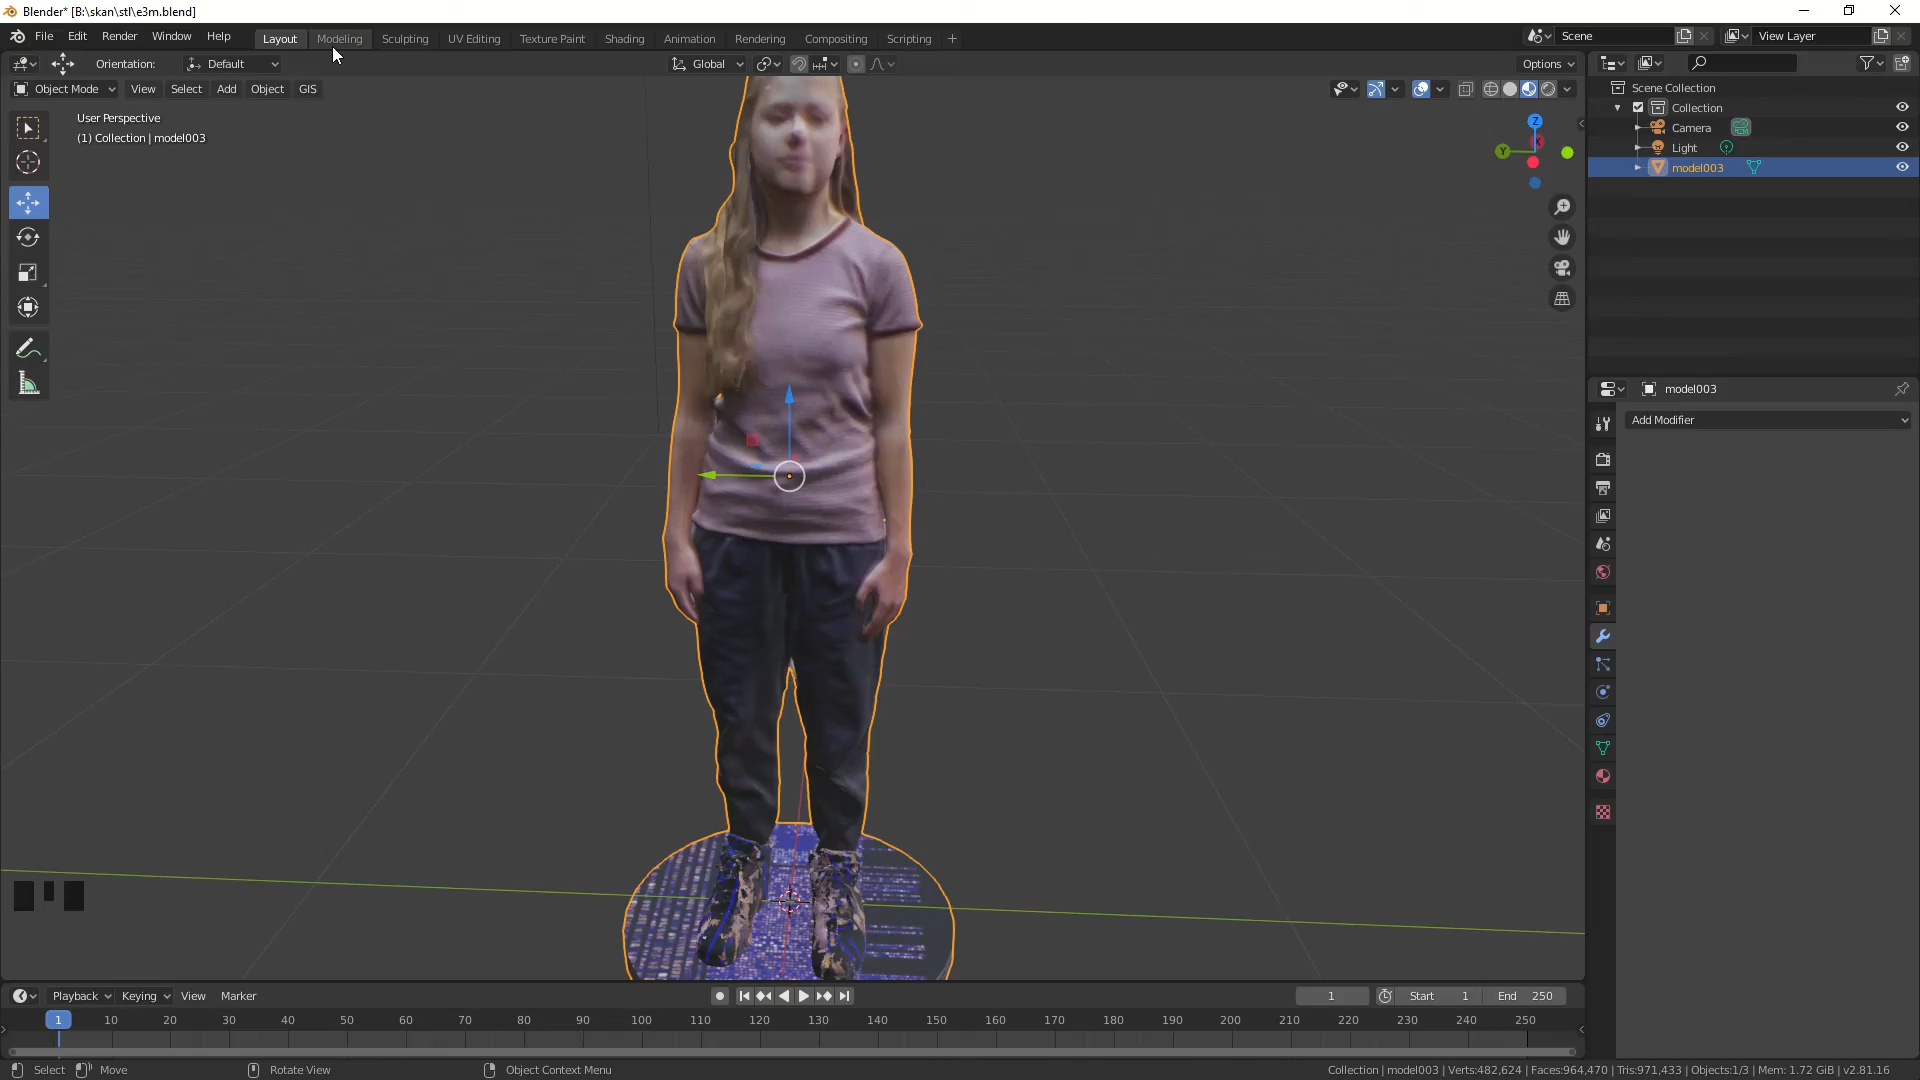 Blender* [B:\skan\stl\e3m.blend]
File Edit Render Window Help Layout Modeling Sculpting UV Editing Texture Paint Shading Animation Rendering Compositing Scripting + Scene View Layer
Orientation: Default Global Options
Object Mode View Select Add Object GIS
User Perspective
(1) Collection | model003
Z
X
Y
Scene Collection
Collection
Camera
Light
model003
model003
Add Modifier
Playback Keying View Marker 1 Start 1 End 250
1 10 20 30 40 50 60 70 80 90 100 110 120 130 140 150 160 170 180 190 200 210 220 230 240 250
Select Move Rotate View Object Context Menu Collection | model003 | Verts:482,624 | Faces:964,470 | Tris:971,433 | Objects:1/3 | Mem: 1.72 GiB | v2.81.16